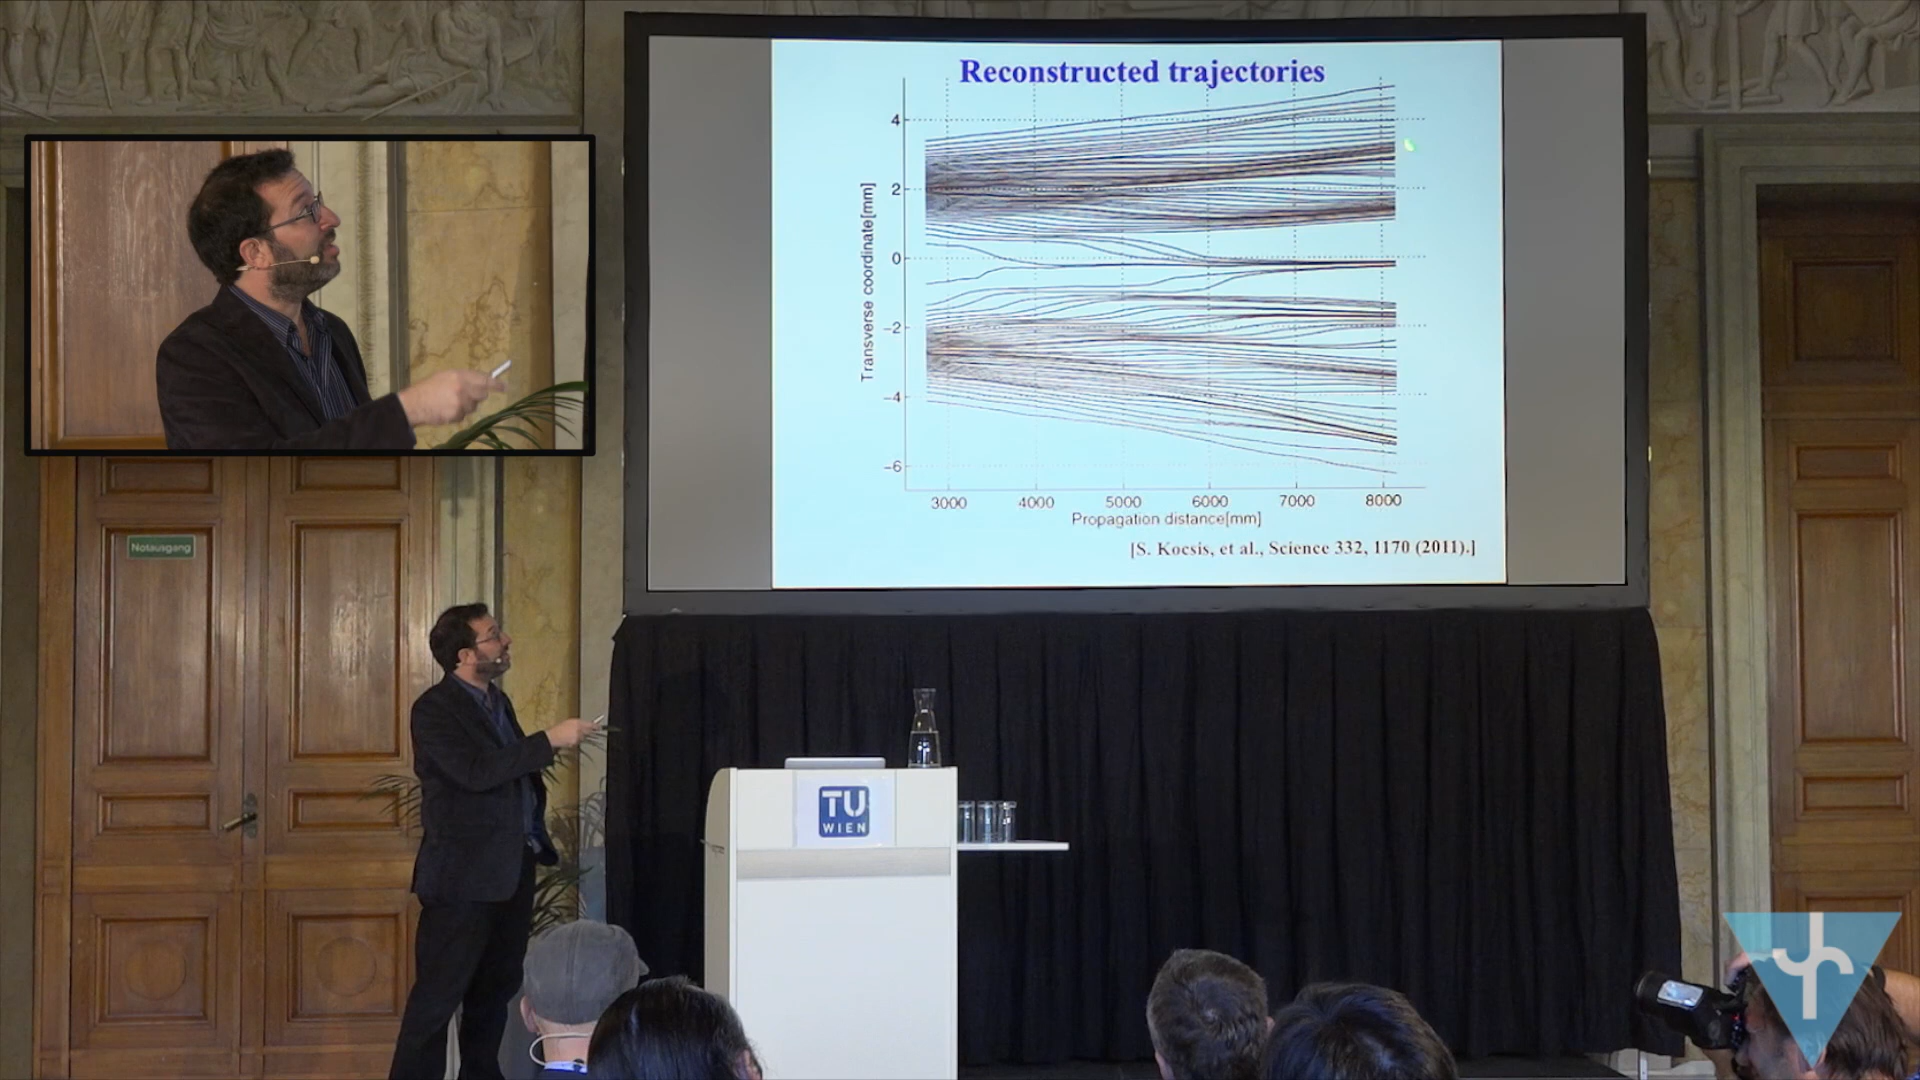 Reconstructed trajectories
4
2
0
-2
-4
-6
Transverse coordinate[mm]
3000 4000 5000 6000 7000 8000
Propagation distance[mm]
[S. Kocsis, et al., Science 332, 1170 (2011).]
Notausgang
TU
WIEN